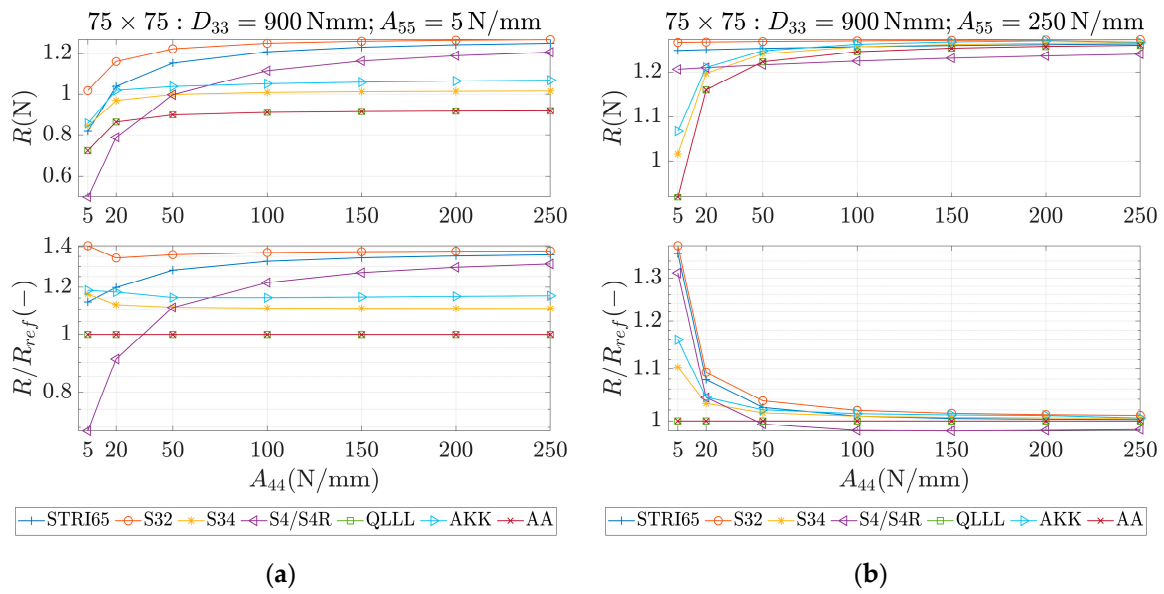 75 × 75 : D33 = 900 Nmm; A55 = 5 N/mm
1.2
1
0.8
0.6
R(N)
5 20 50 100 150 200 250
1.4
1.2
1
0.8
R/Rref(−)
5 20 50 100 150 200 250
A44(N/mm)
STRI65 S32 S34 S4/S4R QLLL AKK AA
(a)
75 × 75 : D33 = 900 Nmm; A55 = 250 N/mm
1.2
1.1
1
R(N)
5 20 50 100 150 200 250
1.3
1.2
1.1
1
R/Rref(−)
5 20 50 100 150 200 250
A44(N/mm)
STRI65 S32 S34 S4/S4R QLLL AKK AA
(b)